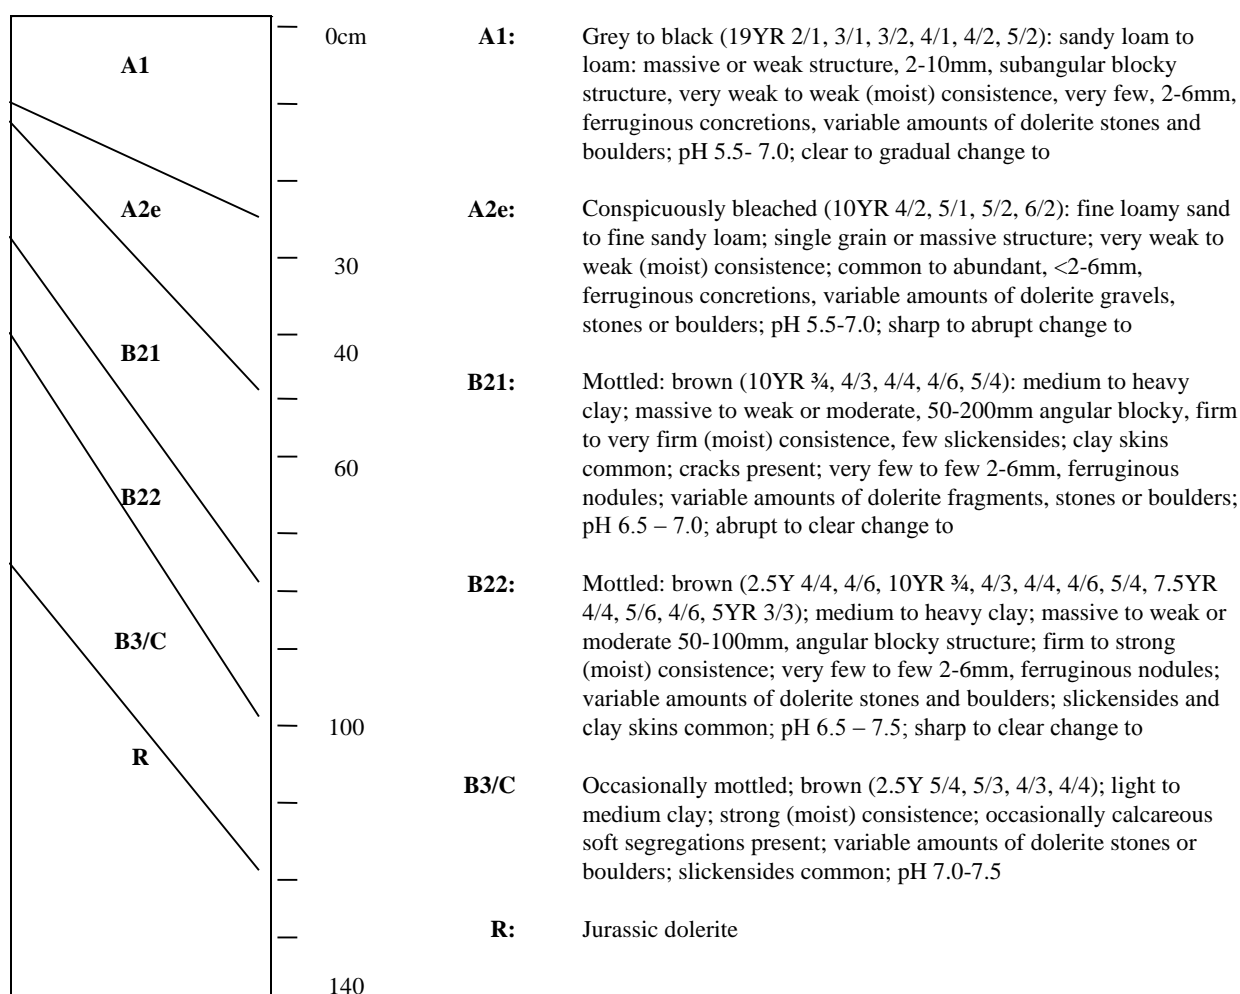 A1
A2e
B21
B22
B3/C
R
0cm
30
40
60
100
140
A1:
Grey to black (19YR 2/1, 3/1, 3/2, 4/1, 4/2, 5/2): sandy loam to
loam: massive or weak structure, 2-10mm, subangular blocky
structure, very weak to weak (moist) consistence, very few, 2-6mm,
ferruginous concretions, variable amounts of dolerite stones and
boulders; pH 5.5- 7.0; clear to gradual change to
A2e:
Conspicuously bleached (10YR 4/2, 5/1, 5/2, 6/2): fine loamy sand
to fine sandy loam; single grain or massive structure; very weak to
weak (moist) consistence; common to abundant, <2-6mm,
ferruginous concretions, variable amounts of dolerite gravels,
stones or boulders; pH 5.5-7.0; sharp to abrupt change to
B21:
Mottled: brown (10YR ¾, 4/3, 4/4, 4/6, 5/4): medium to heavy
clay; massive to weak or moderate, 50-200mm angular blocky, firm
to very firm (moist) consistence, few slickensides; clay skins
common; cracks present; very few to few 2-6mm, ferruginous
nodules; variable amounts of dolerite fragments, stones or boulders;
pH 6.5 – 7.0; abrupt to clear change to
B22:
Mottled: brown (2.5Y 4/4, 4/6, 10YR ¾, 4/3, 4/4, 4/6, 5/4, 7.5YR
4/4, 5/6, 4/6, 5YR 3/3); medium to heavy clay; massive to weak or
moderate 50-100mm, angular blocky structure; firm to strong
(moist) consistence; very few to few 2-6mm, ferruginous nodules;
variable amounts of dolerite stones and boulders; slickensides and
clay skins common; pH 6.5 – 7.5; sharp to clear change to
B3/C
Occasionally mottled; brown (2.5Y 5/4, 5/3, 4/3, 4/4); light to
medium clay; strong (moist) consistence; occasionally calcareous
soft segregations present; variable amounts of dolerite stones or
boulders; slickensides common; pH 7.0-7.5
R:
Jurassic dolerite